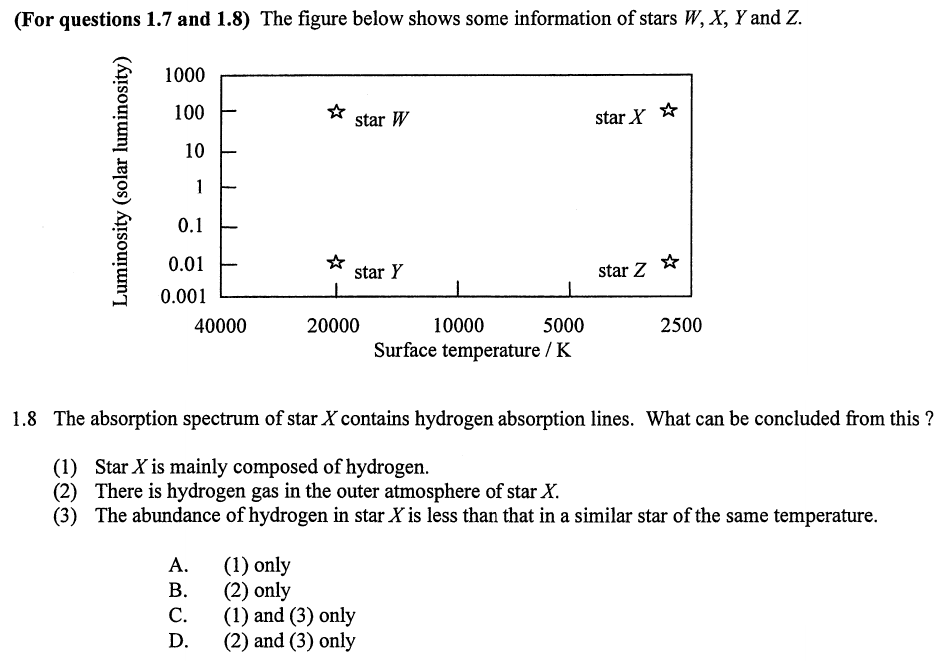 (For questions 1.7 and 1.8) The figure below shows some information of stars W, X, Y and Z.
Luminosity (solar luminosity)
1000
100
10
1
0.1
0.01
0.001
star W
star X
star Y
star Z
40000 20000 10000 5000 2500
Surface temperature / K
1.8 The absorption spectrum of star X contains hydrogen absorption lines. What can be concluded from this ?
(1) Star X is mainly composed of hydrogen.
(2) There is hydrogen gas in the outer atmosphere of star X.
(3) The abundance of hydrogen in star X is less than that in a similar star of the same temperature.
A. (1) only
B. (2) only
C. (1) and (3) only
D. (2) and (3) only